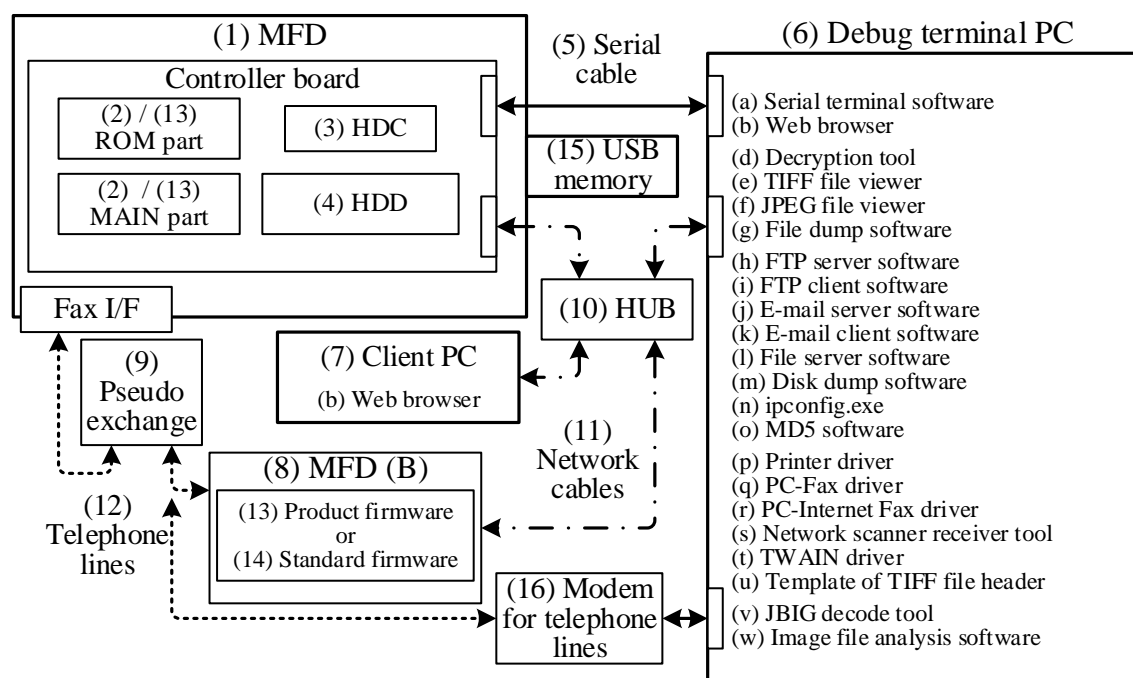 (1) MFD
Controller board
(2) / (13)
ROM part
(3) HDC
(2) / (13)
MAIN part
(4) HDD
Fax I/F
(5) Serial
cable
(15) USB
memory
(10) HUB
(7) Client PC
(b) Web browser
(9)
Pseudo
exchange
(8) MFD (B)
(13) Product firmware
or
(14) Standard firmware
(11)
Network
cables
(12)
Telephone
lines
(16) Modem
for telephone
lines
(6) Debug terminal PC
(a) Serial terminal software
(b) Web browser
(d) Decryption tool
(e) TIFF file viewer
(f) JPEG file viewer
(g) File dump software
(h) FTP server software
(i) FTP client software
(j) E-mail server software
(k) E-mail client software
(l) File server software
(m) Disk dump software
(n) ipconfig.exe
(o) MD5 software
(p) Printer driver
(q) PC-Fax driver
(r) PC-Internet Fax driver
(s) Network scanner receiver tool
(t) TWAIN driver
(u) Template of TIFF file header
(v) JBIG decode tool
(w) Image file analysis software